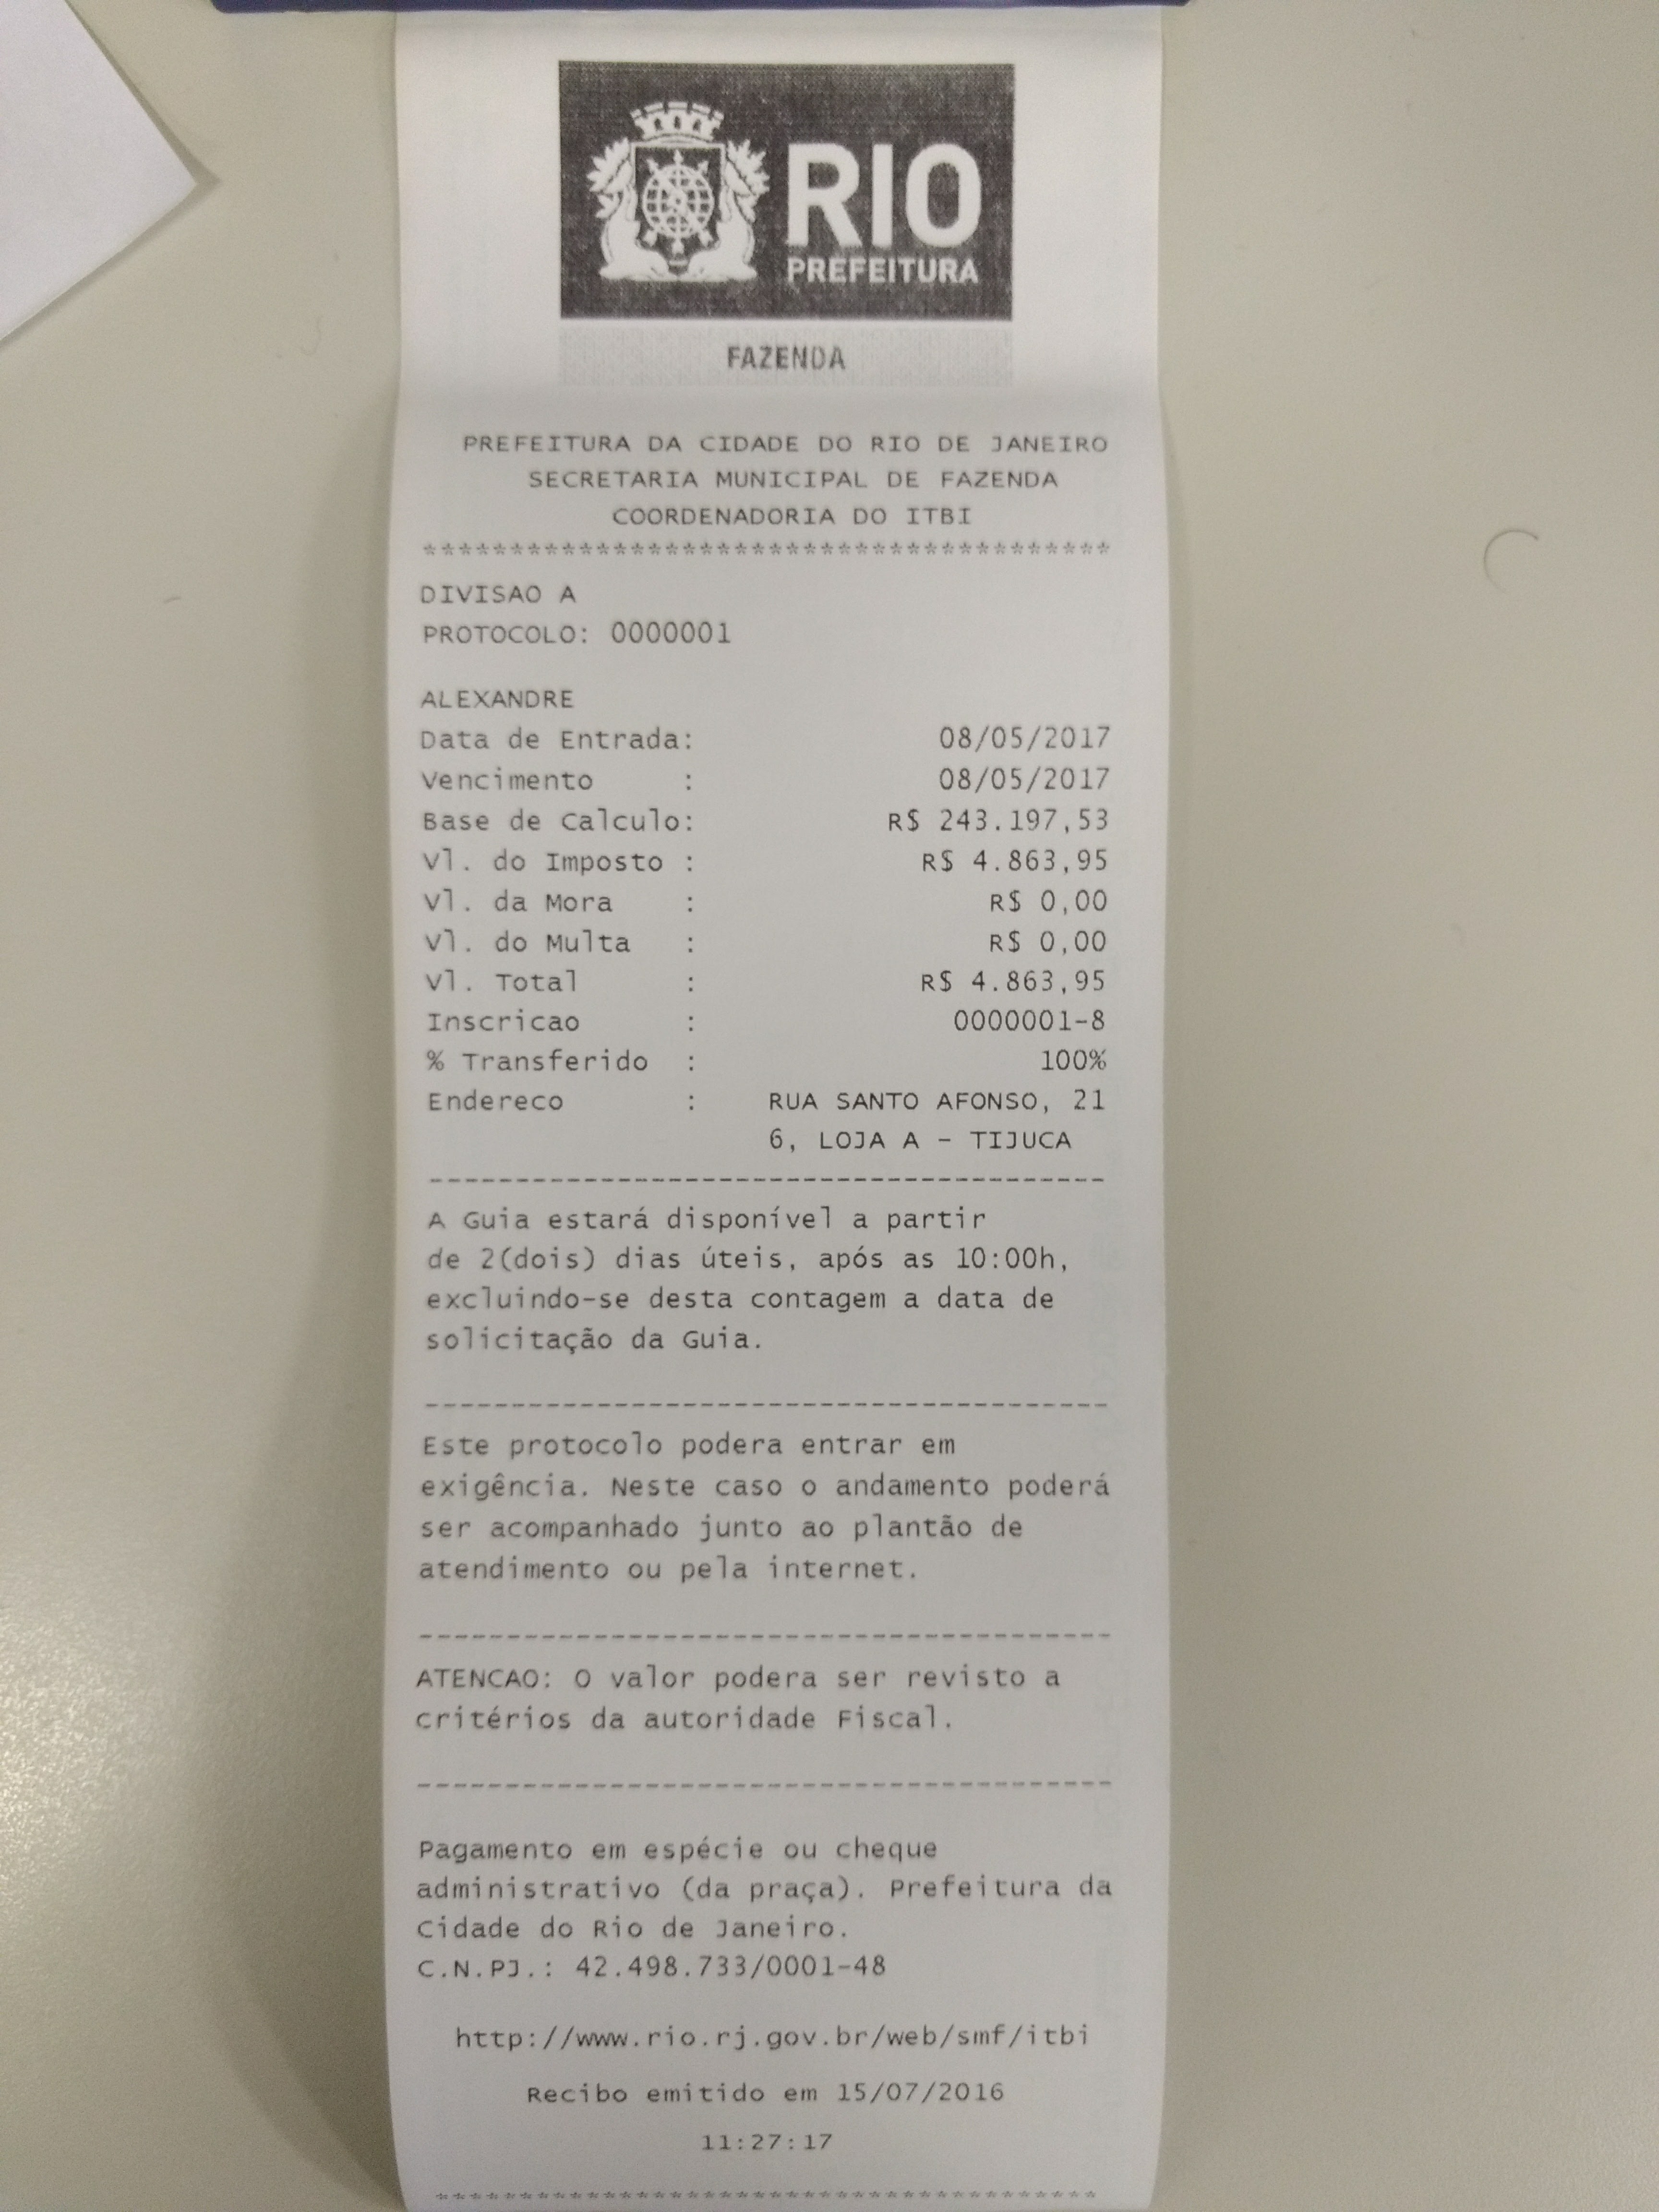 RIO
PREFEITURA
FAZENDA
PREFEITURA DA CIDADE DO RIO DE JANEIRO
SECRETARIA MUNICIPAL DE FAZENDA
COORDENADORIA DO ITBI
****************************************
DIVISAO A
PROTOCOLO: 0000001
ALEXANDRE
Data de Entrada: 08/05/2017
Vencimento : 08/05/2017
Base de Calculo: R$ 243.197,53
Vl. do Imposto : R$ 4.863,95
Vl. da Mora : R$ 0,00
Vl. do Multa : R$ 0,00
Vl. Total : R$ 4.863,95
Inscricao : 0000001-8
% Transferido : 100%
Endereco : RUA SANTO AFONSO, 21
6, LOJA A - TIJUCA
----------------------------------------
A Guia estará disponível a partir
de 2(dois) dias úteis, após as 10:00h,
excluindo-se desta contagem a data de
solicitação da Guia.
----------------------------------------
Este protocolo podera entrar em
exigência. Neste caso o andamento poderá
ser acompanhado junto ao plantão de
atendimento ou pela internet.
----------------------------------------
ATENCAO: O valor podera ser revisto a
critérios da autoridade Fiscal.
----------------------------------------
Pagamento em espécie ou cheque
administrativo (da praça). Prefeitura da
Cidade do Rio de Janeiro.
C.N.PJ.: 42.498.733/0001-48
http://www.rio.rj.gov.br/web/smf/itbi
Recibo emitido em 15/07/2016
11:27:17
****************************************